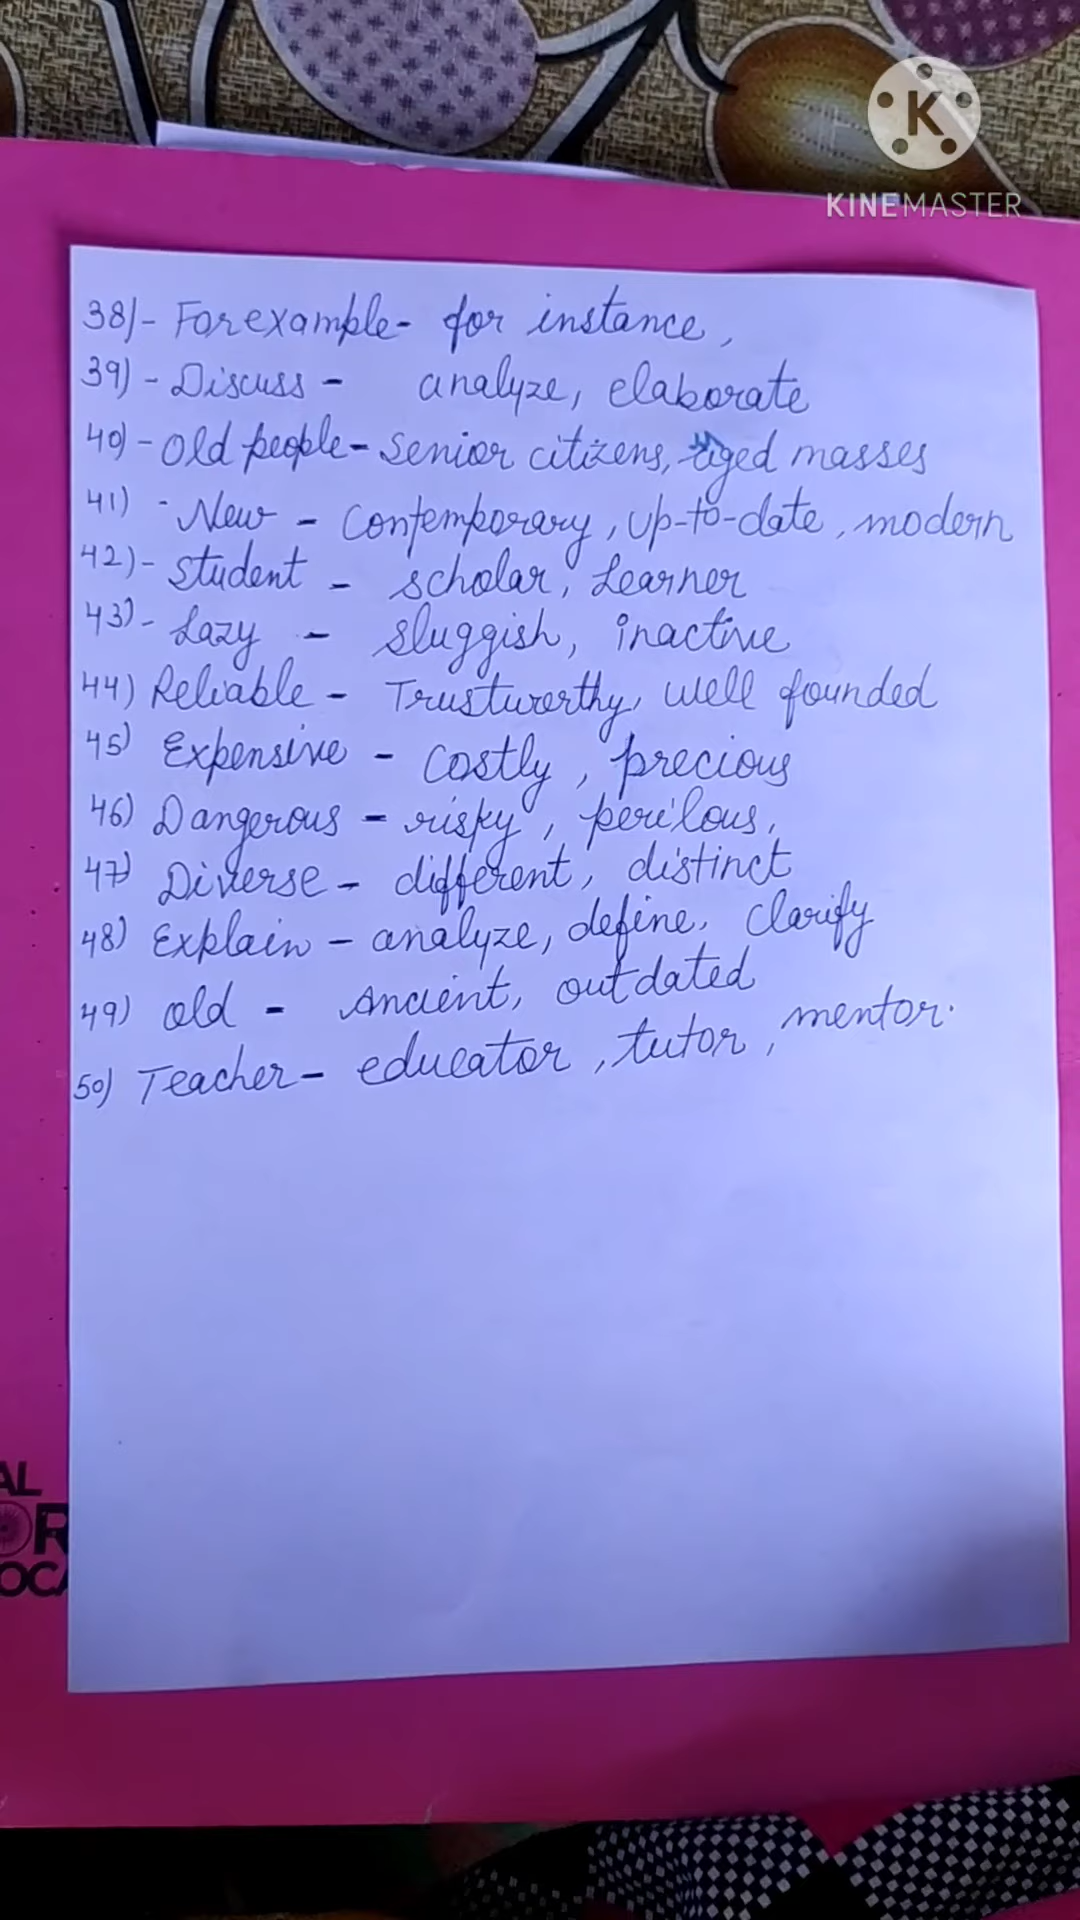 K
KINEMASTER
38)- For example- for instance,
39)- Discuss - analyze, elaborate
40)- Old people- Senior citizens, aged masses
41) - New - Contemporary, up-to-date, modern
42)- Student - scholar, Learner
43)- Lazy - sluggish, inactive
44) Reliable - Trustworthy, well founded
45) Expensive - Costly, precious
46) Dangerous - risky, perilous,
47) Diverse - different, distinct
48) Explain - analyze, define, Clarify
49) Old - Ancient, outdated
50) Teacher - educator, tutor, mentor.
AL